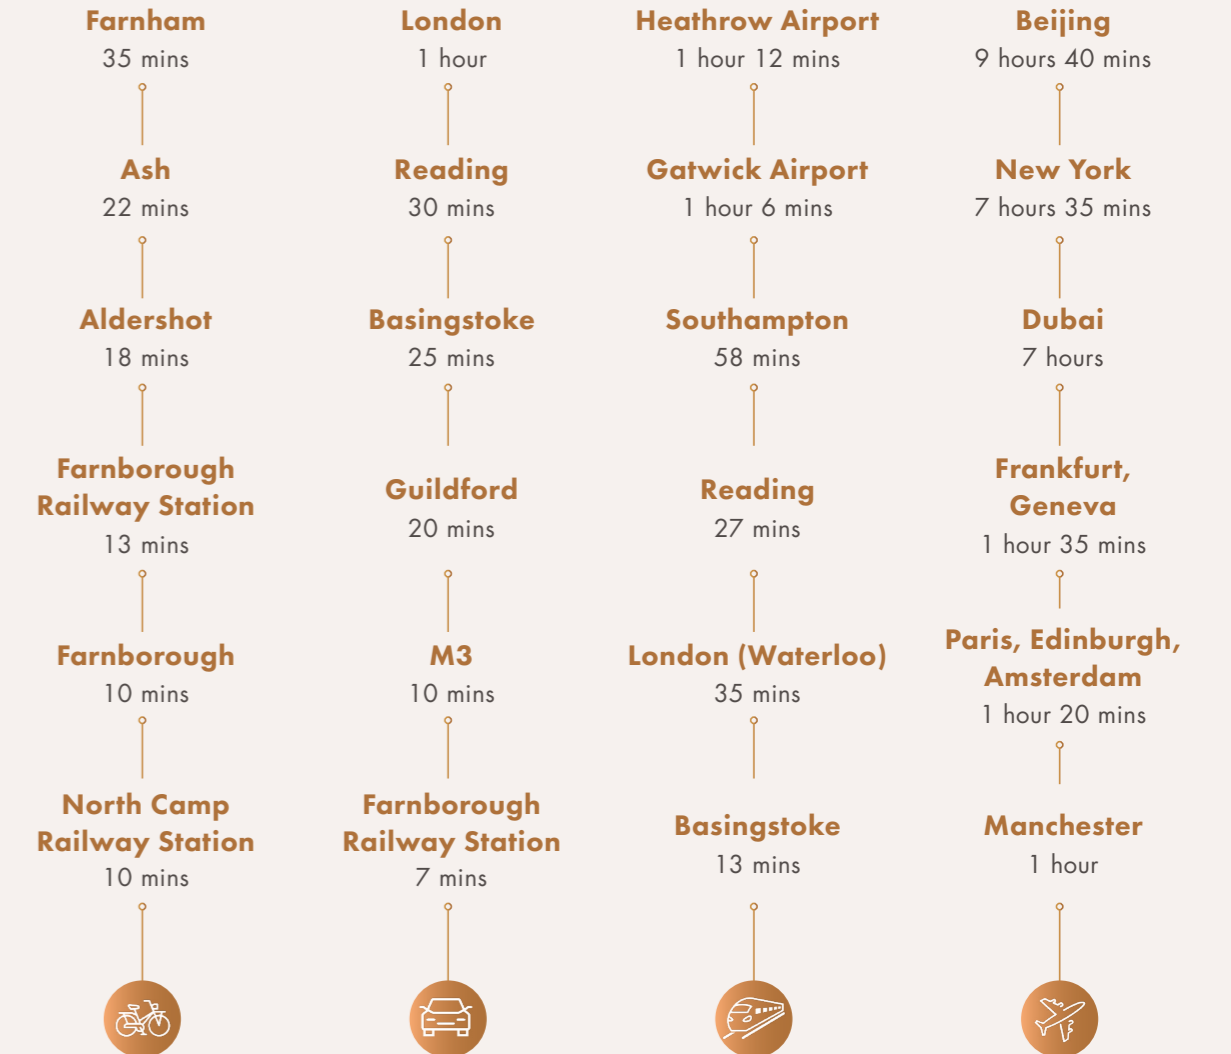 Farnham
35 mins
Ash
22 mins
Aldershot
18 mins
Farnborough
Railway Station
13 mins
Farnborough
10 mins
North Camp
Railway Station
10 mins
London
1 hour
Reading
30 mins
Basingstoke
25 mins
Guildford
20 mins
M3
10 mins
Farnborough
Railway Station
7 mins
Heathrow Airport
1 hour 12 mins
Gatwick Airport
1 hour 6 mins
Southampton
58 mins
Reading
27 mins
London (Waterloo)
35 mins
Basingstoke
13 mins
Beijing
9 hours 40 mins
New York
7 hours 35 mins
Dubai
7 hours
Frankfurt,
Geneva
1 hour 35 mins
Paris, Edinburgh,
Amsterdam
1 hour 20 mins
Manchester
1 hour